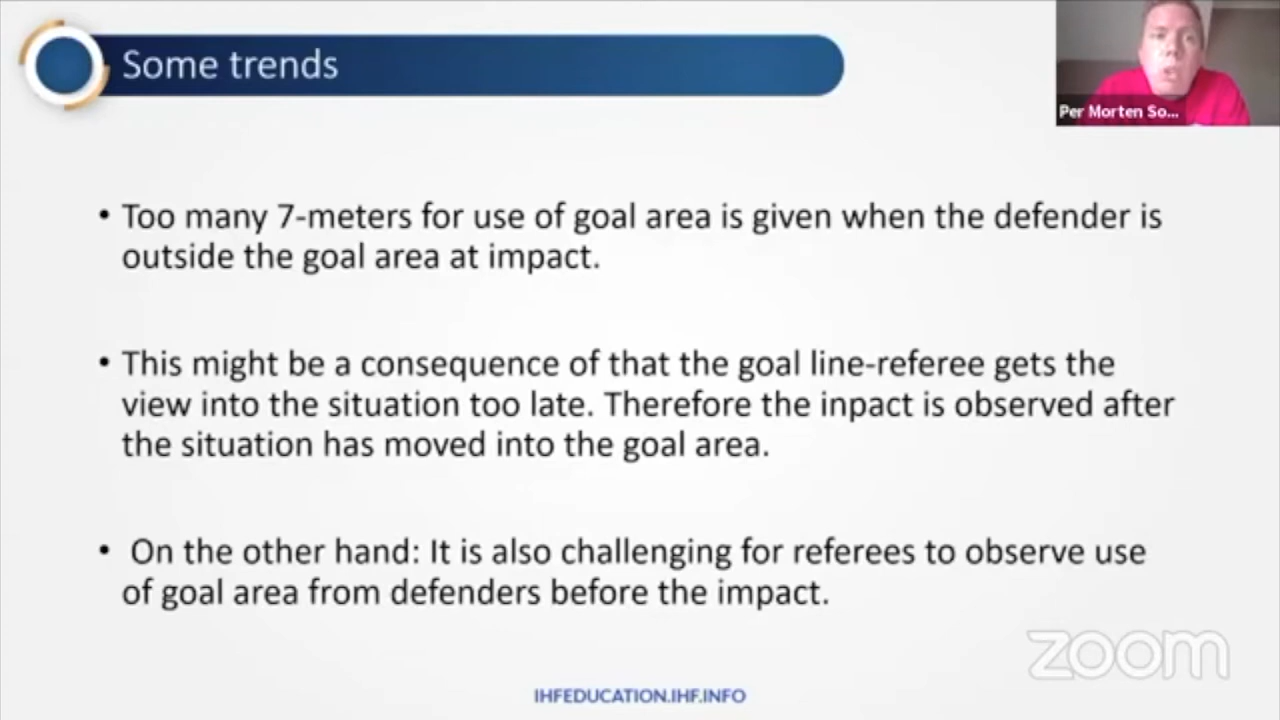 Some trends
Per Morten So...
• Too many 7-meters for use of goal area is given when the defender is
outside the goal area at impact.
• This might be a consequence of that the goal line-referee gets the
view into the situation too late. Therefore the inpact is observed after
the situation has moved into the goal area.
• On the other hand: It is also challenging for referees to observe use
of goal area from defenders before the impact.
zoom
IHFEDUCATION.IHF.INFO